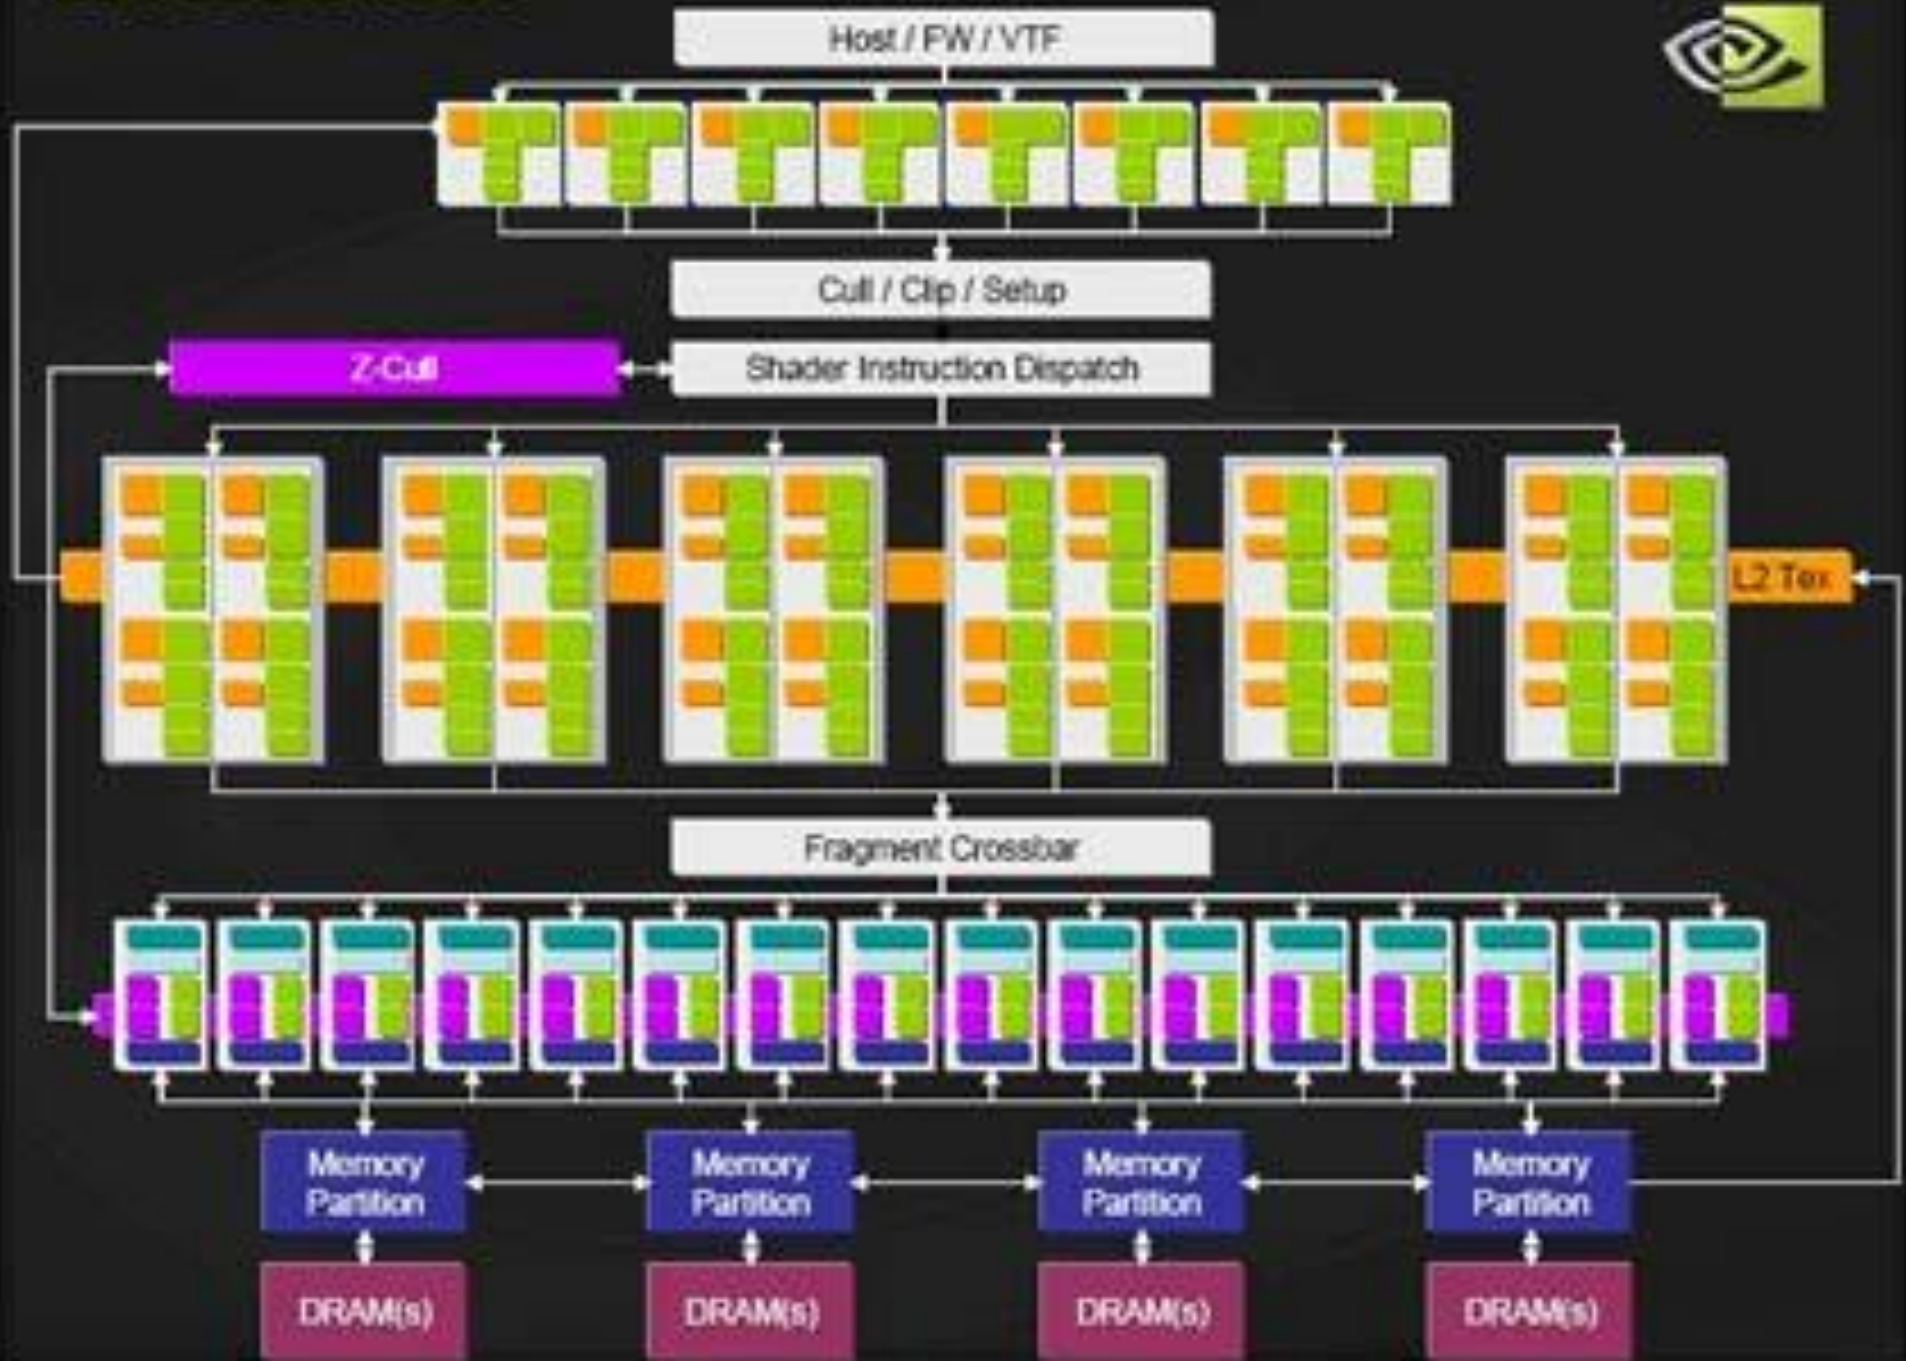 Host / FW / VTF
Cull / Clip / Setup
Z-Cull
Shader Instruction Dispatch
L2 Tex
Fragment Crossbar
Memory
Partition
Memory
Partition
Memory
Partition
Memory
Partition
DRAM(s)
DRAM(s)
DRAM(s)
DRAM(s)